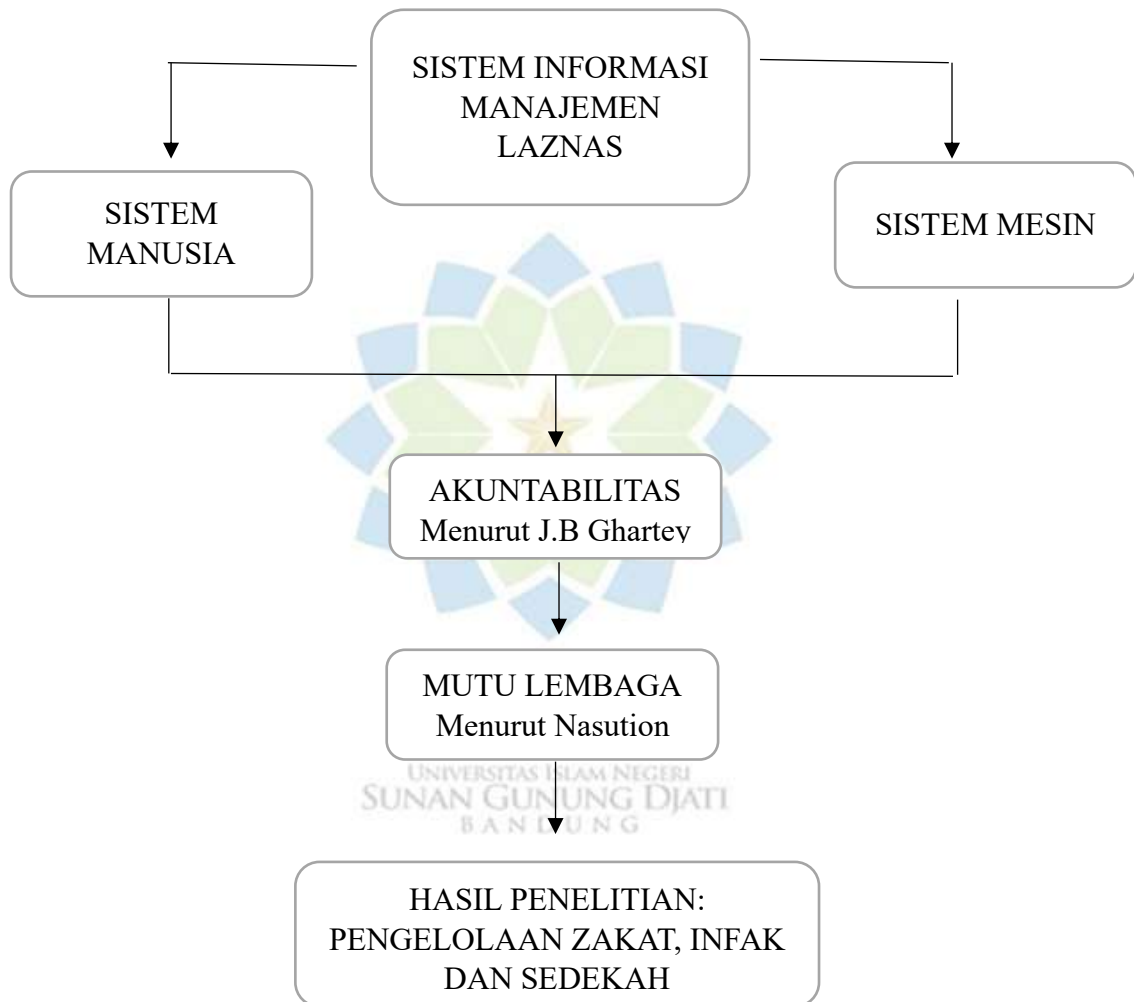 SISTEM INFORMASI
MANAJEMEN
LAZNAS
SISTEM
MANUSIA
SISTEM MESIN
AKUNTABILITAS
Menurut J.B Ghartey
MUTU LEMBAGA
Menurut Nasution
UNIVERSITAS ISLAM NEGERI
SUNAN GUNUNG DJATI
BANDUNG
HASIL PENELITIAN:
PENGELOLAAN ZAKAT, INFAK
DAN SEDEKAH